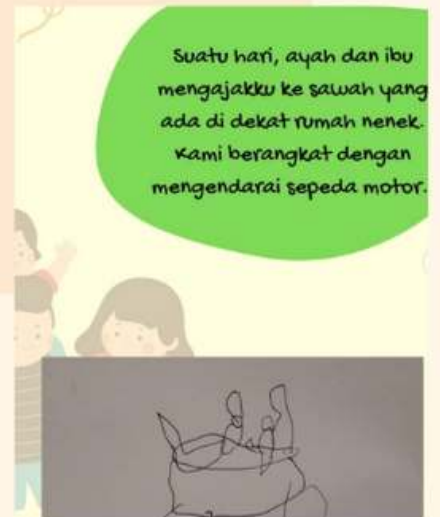 Suatu hari, ayah dan ibu
mengajakku ke sawah yang
ada di dekat rumah nenek.
Kami berangkat dengan
mengendarai sepeda motor.